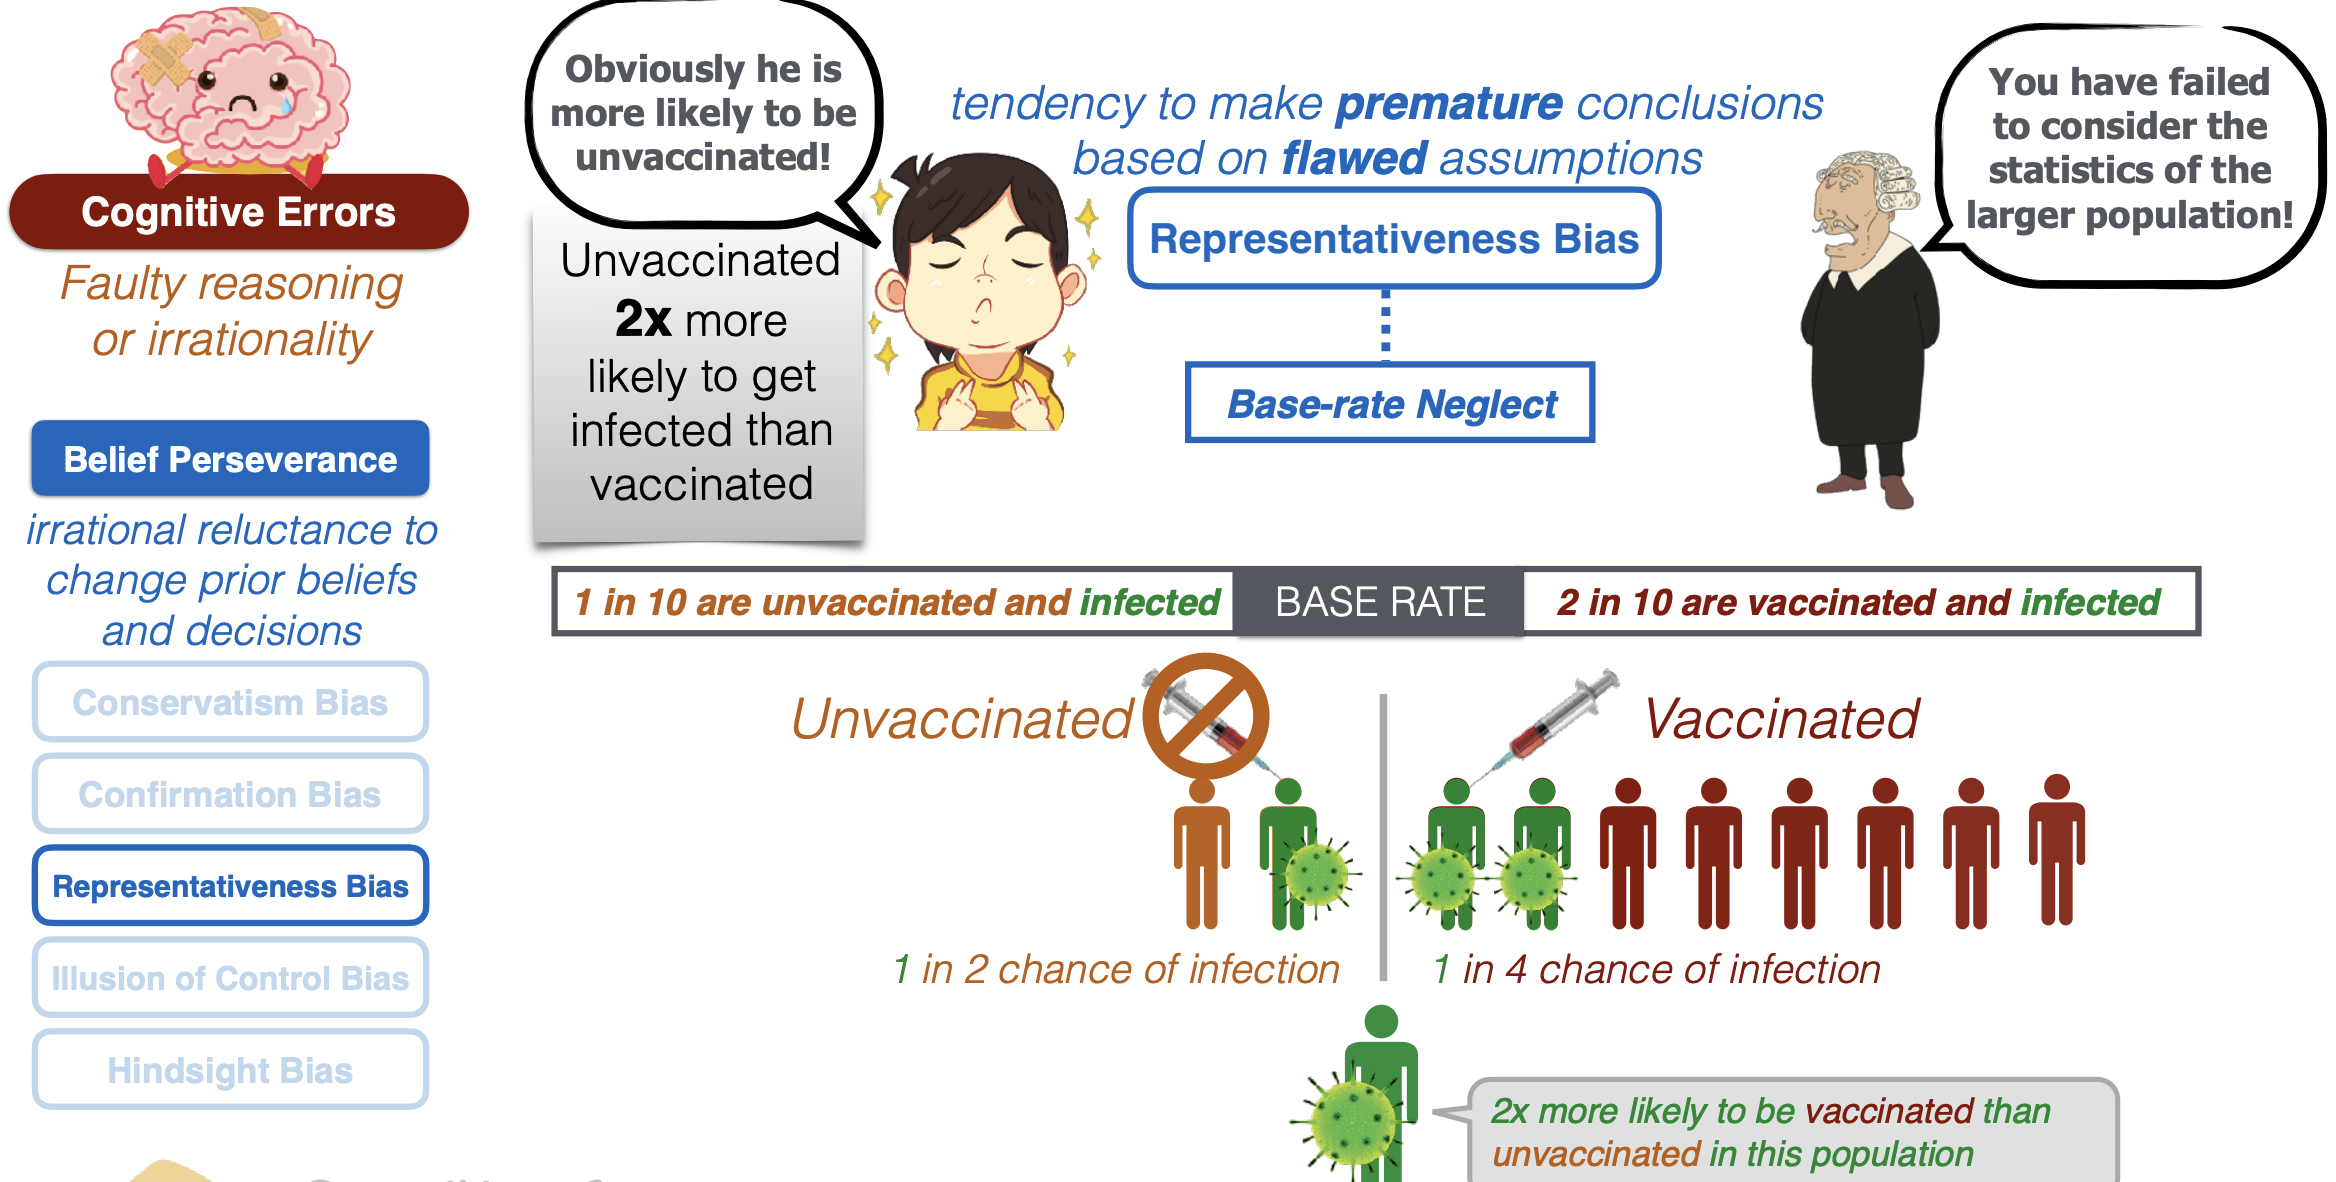 Obviously he is
more likely to be
unvaccinated!
tendency to make premature conclusions
based on flawed assumptions
You have failed
to consider the
statistics of the
larger population!
Cognitive Errors
Faulty reasoning
or irrationality
Unvaccinated
2x more
likely to get
infected than
vaccinated
Representativeness Bias
Base-rate Neglect
Belief Perseverance
irrational reluctance to
change prior beliefs
and decisions
Conservatism Bias
Confirmation Bias
Representativeness Bias
Illusion of Control Bias
Hindsight Bias
1 in 10 are unvaccinated and infected
BASE RATE
2 in 10 are vaccinated and infected
Unvaccinated
Vaccinated
1 in 2 chance of infection
1 in 4 chance of infection
2x more likely to be vaccinated than
unvaccinated in this population